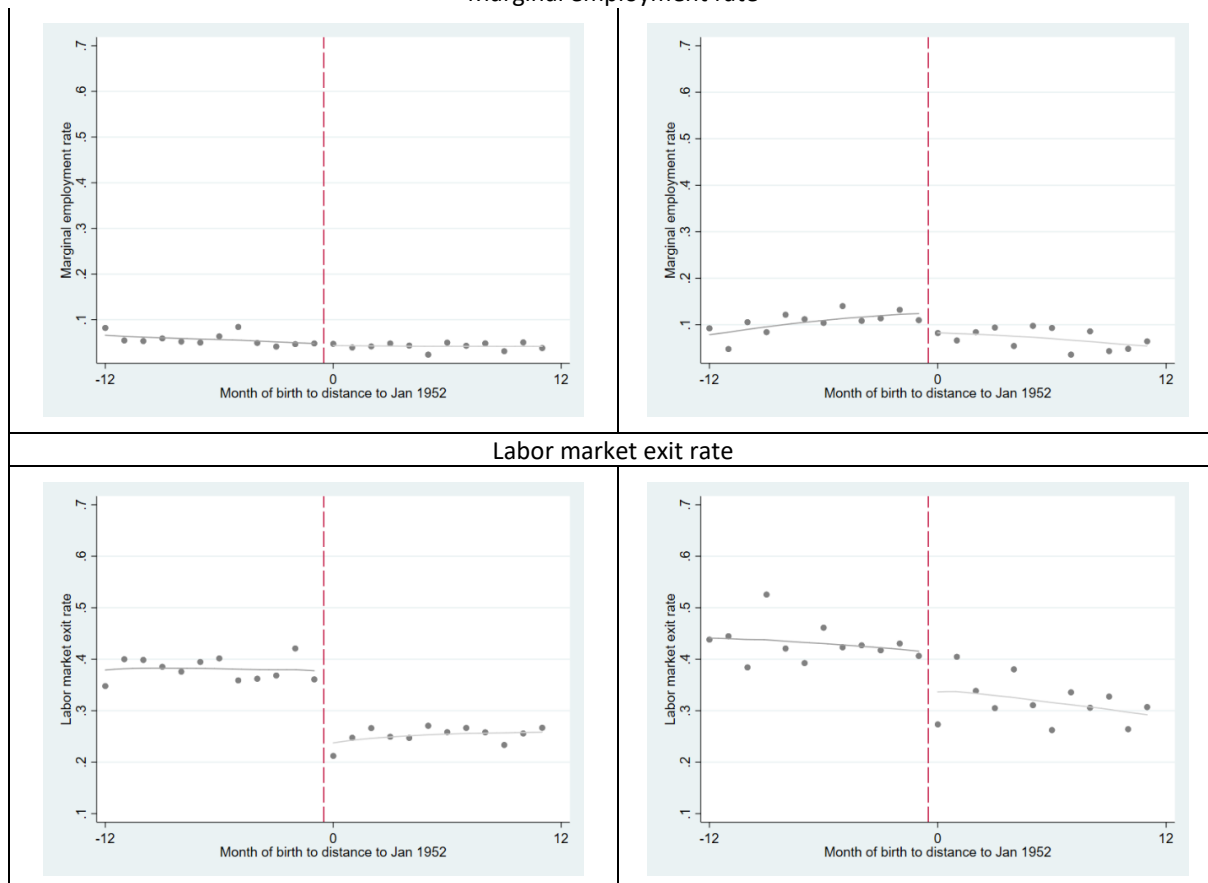 Marginal employment rate
.7
.6
.5
.4
.3
.2
.1
Marginal employment rate
-12 0 12
Month of birth to distance to Jan 1952
.7
.6
.5
.4
.3
.2
.1
Marginal employment rate
-12 0 12
Month of birth to distance to Jan 1952
Labor market exit rate
.7
.6
.5
.4
.3
.2
.1
Labor market exit rate
-12 0 12
Month of birth to distance to Jan 1952
.7
.6
.5
.4
.3
.2
.1
Labor market exit rate
-12 0 12
Month of birth to distance to Jan 1952